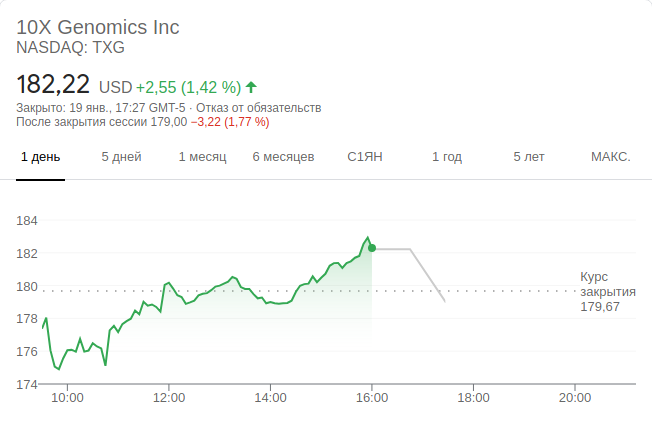 10X Genomics Inc
NASDAQ: TXG
182,22 USD +2,55 (1,42 %)
Закрыто: 19 янв., 17:27 GMT-5 · Отказ от обязательств
После закрытия сессии 179,00 −3,22 (1,77 %)
1 день 5 дней 1 месяц 6 месяцев С1ЯН 1 год 5 лет МАКС.
184
182
180
178
176
174
Курс
закрытия
179,67
10:00 12:00 14:00 16:00 18:00 20:00